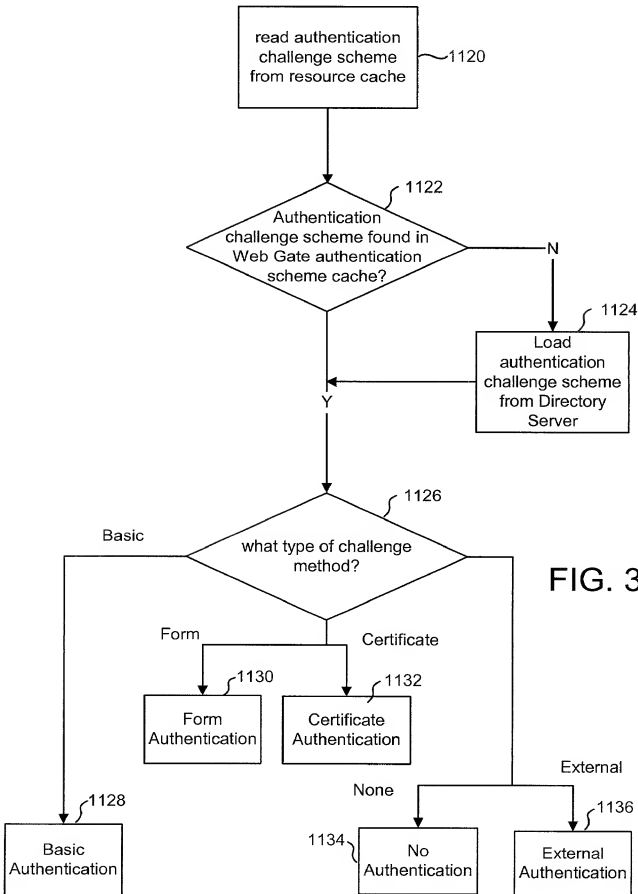 read authentication
challenge scheme
from resource cache
1120
1122
Authentication
challenge scheme found in
Web Gate authentication
scheme cache?
N
1124
Load
authentication
challenge scheme
from Directory
Server
Y
1126
what type of challenge
method?
Basic
FIG. 3
Form
Certificate
1130
1132
Form
Authentication
Certificate
Authentication
None
External
1128
1134
1136
Basic
Authentication
No
Authentication
External
Authentication